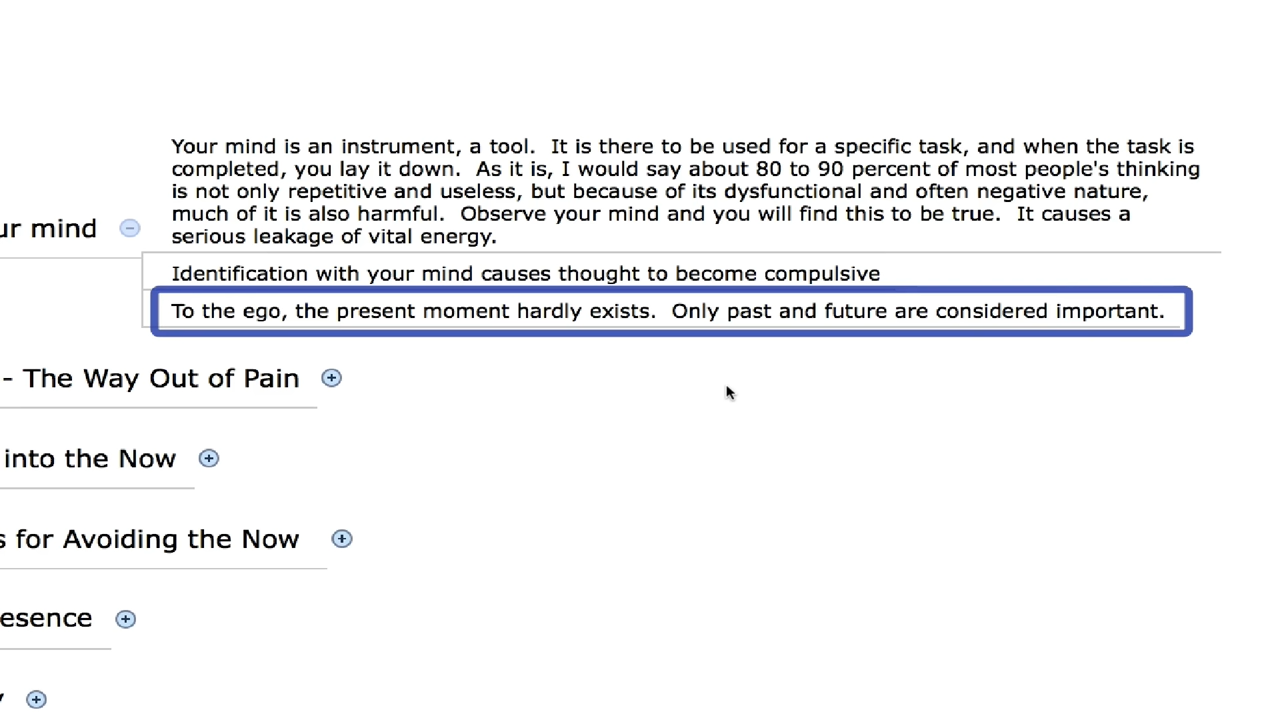 Your mind is an instrument, a tool.  It is there to be used for a specific task, and when the task is
completed, you lay it down.  As it is, I would say about 80 to 90 percent of most people's thinking
is not only repetitive and useless, but because of its dysfunctional and often negative nature,
much of it is also harmful.  Observe your mind and you will find this to be true.  It causes a
serious leakage of vital energy.
ur mind
Identification with your mind causes thought to become compulsive
To the ego, the present moment hardly exists.  Only past and future are considered important.
- The Way Out of Pain
into the Now
s for Avoiding the Now
esence